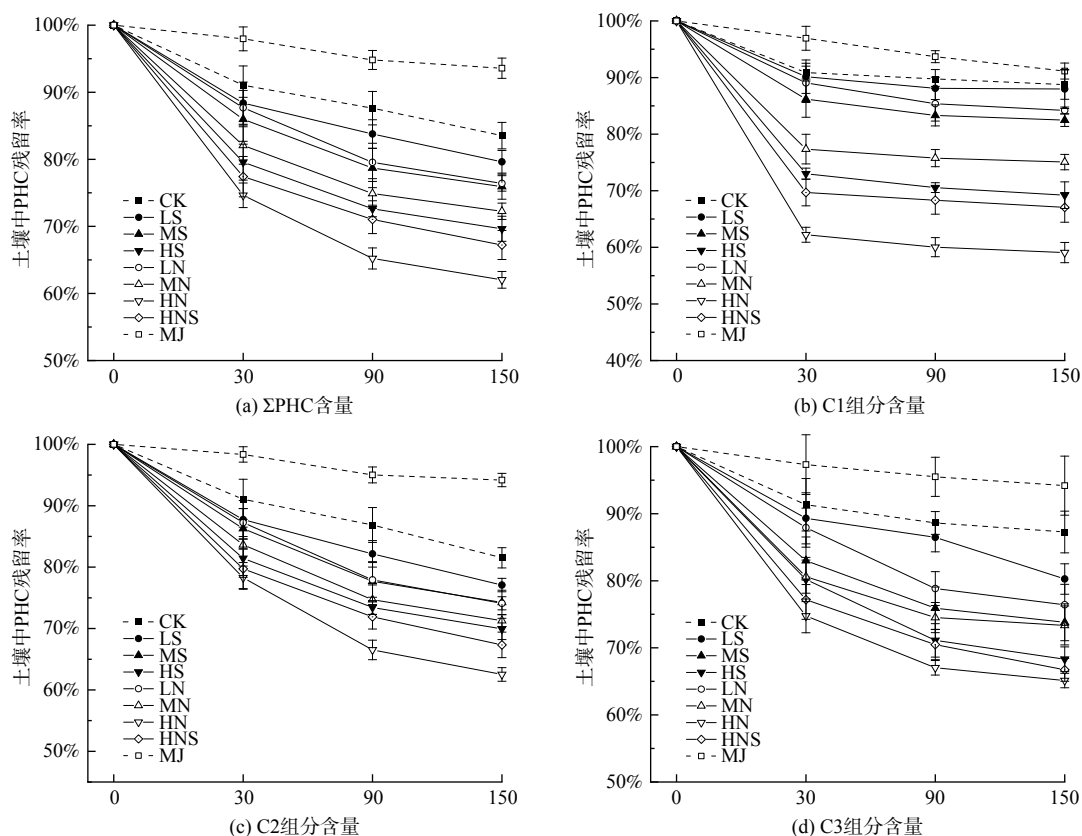 100%
90%
80%
70%
60%
50%
土壤中PHC残留率
CK
LS
MS
HS
LN
MN
HN
HNS
MJ
0 30 90 150
(a) ΣPHC含量
100%
90%
80%
70%
60%
50%
40%
土壤中PHC残留率
CK
LS
MS
HS
LN
MN
HN
HNS
MJ
0 30 90 150
(b) C1组分含量
100%
90%
80%
70%
60%
50%
土壤中PHC残留率
CK
LS
MS
HS
LN
MN
HN
HNS
MJ
0 30 90 150
(c) C2组分含量
100%
90%
80%
70%
60%
50%
土壤中PHC残留率
CK
LS
MS
HS
LN
MN
HN
HNS
MJ
0 30 90 150
(d) C3组分含量